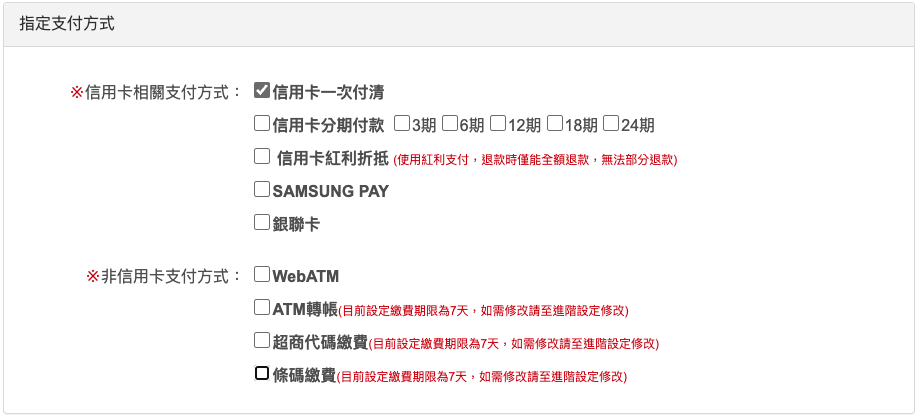 指定支付方式
※信用卡相關支付方式： 信用卡一次付清
信用卡分期付款 3期 6期 12期 18期 24期
信用卡紅利折抵 (使用紅利支付，退款時僅能全額退款，無法部分退款)
SAMSUNG PAY
銀聯卡
※非信用卡支付方式： WebATM
ATM轉帳(目前設定繳費期限為7天，如需修改請至進階設定修改)
超商代碼繳費(目前設定繳費期限為7天，如需修改請至進階設定修改)
條碼繳費(目前設定繳費期限為7天，如需修改請至進階設定修改)